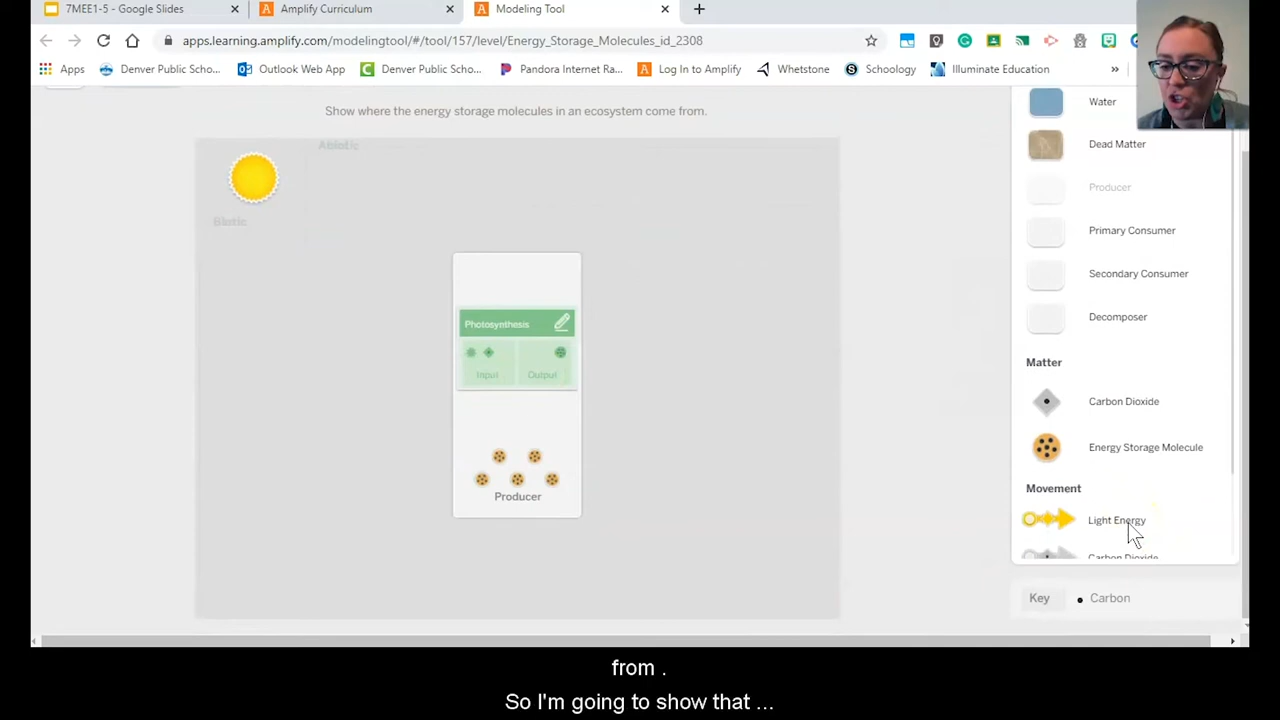 7MEE1-5 - Google Slides
Amplify Curriculum
Modeling Tool
apps.learning.amplify.com/modelingtool/#/tool/157/level/Energy_Storage_Molecules_id_2308
Apps
Denver Public Scho...
Outlook Web App
Denver Public Scho...
Pandora Internet Ra...
Log In to Amplify
Whetstone
Schoology
Illuminate Education
»
Show where the energy storage molecules in an ecosystem come from.
Abiotic
Biotic
Photosynthesis
Input
Output
Producer
Water
Dead Matter
Producer
Primary Consumer
Secondary Consumer
Decomposer
Matter
Carbon Dioxide
Energy Storage Molecule
Movement
Light Energy
Carbon Dioxide
Key
Carbon
from .
So I'm going to show that ...